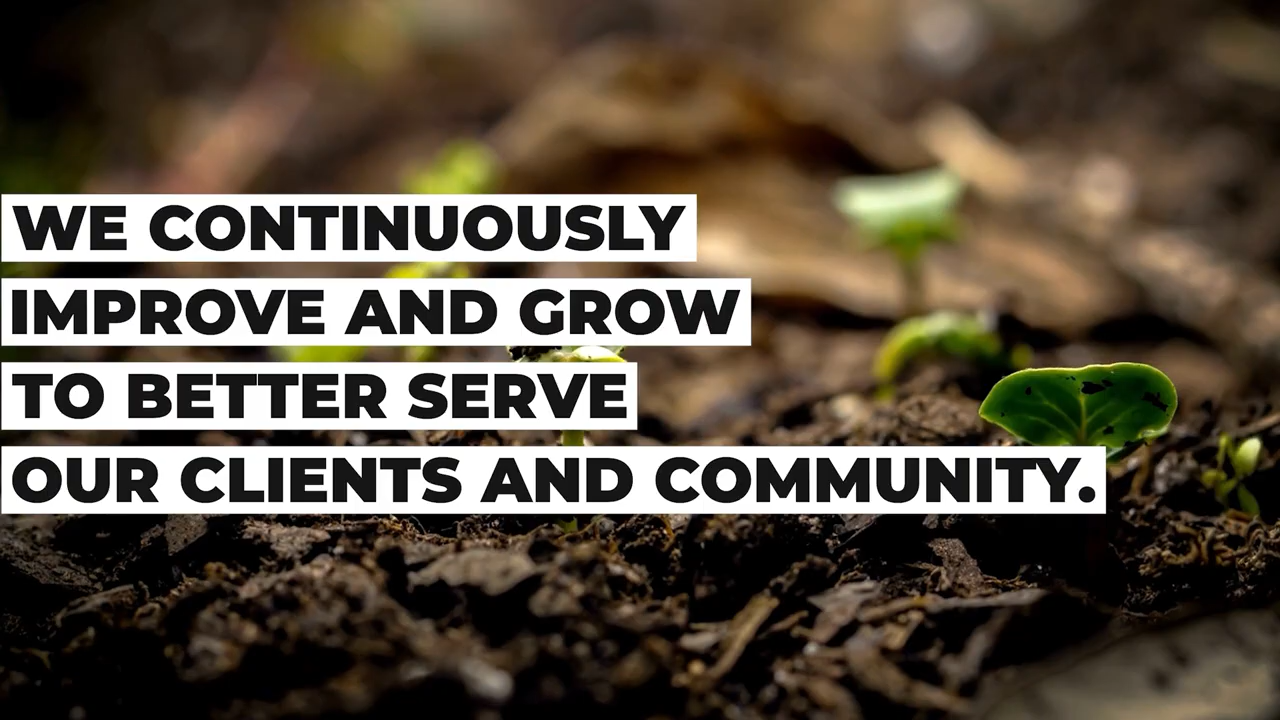 WE CONTINUOUSLY
IMPROVE AND GROW
TO BETTER SERVE
OUR CLIENTS AND COMMUNITY.